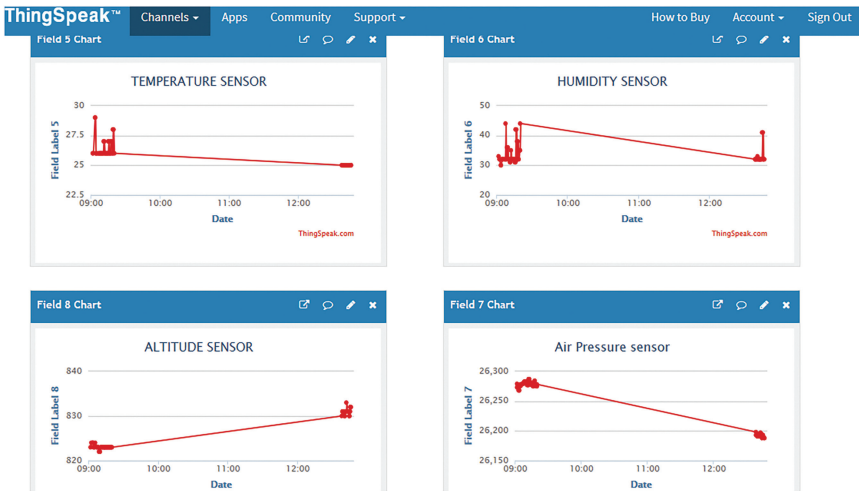 ThingSpeak™ Channels Apps Community Support How to Buy Account Sign Out
Field 5 Chart
TEMPERATURE SENSOR
Field Label 5
30
27.5
25
22.5
09:00 10:00 11:00 12:00
Date
ThingSpeak.com
Field 6 Chart
HUMIDITY SENSOR
Field Label 6
50
40
30
20
09:00 10:00 11:00 12:00
Date
ThingSpeak.com
Field 8 Chart
ALTITUDE SENSOR
Field Label 8
840
830
820
09:00 10:00 11:00 12:00
Date
Field 7 Chart
Air Pressure sensor
Field Label 7
26,300
26,250
26,200
26,150
09:00 10:00 11:00 12:00
Date